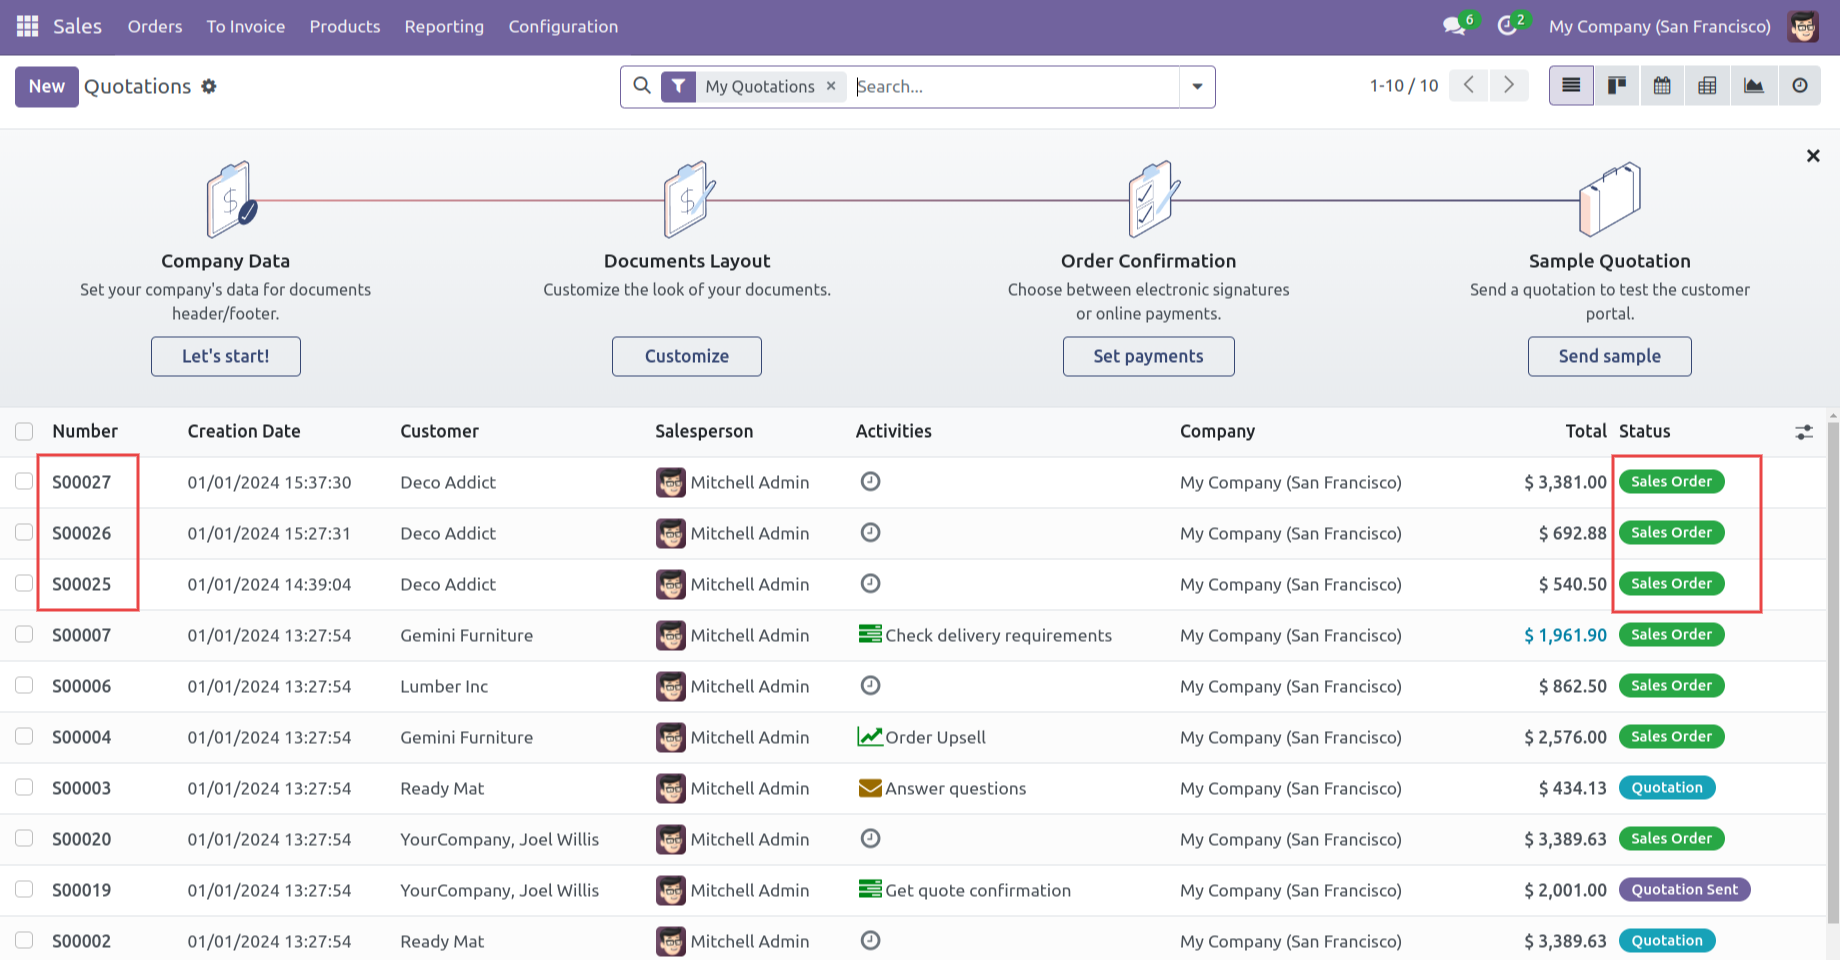 Sales Orders To Invoice Products Reporting Configuration 6 2 My Company (San Francisco)
New Quotations My Quotations × Search... 1-10 / 10
Company Data Documents Layout Order Confirmation Sample Quotation
Set your company's data for documents header/footer.
Customize the look of your documents.
Choose between electronic signatures or online payments.
Send a quotation to test the customer portal.
Let's start! Customize Set payments Send sample
Number Creation Date Customer Salesperson Activities Company Total Status
S00027 01/01/2024 15:37:30 Deco Addict Mitchell Admin My Company (San Francisco) $ 3,381.00 Sales Order
S00026 01/01/2024 15:27:31 Deco Addict Mitchell Admin My Company (San Francisco) $ 692.88 Sales Order
S00025 01/01/2024 14:39:04 Deco Addict Mitchell Admin My Company (San Francisco) $ 540.50 Sales Order
S00007 01/01/2024 13:27:54 Gemini Furniture Mitchell Admin Check delivery requirements My Company (San Francisco) $ 1,961.90 Sales Order
S00006 01/01/2024 13:27:54 Lumber Inc Mitchell Admin My Company (San Francisco) $ 862.50 Sales Order
S00004 01/01/2024 13:27:54 Gemini Furniture Mitchell Admin Order Upsell My Company (San Francisco) $ 2,576.00 Sales Order
S00003 01/01/2024 13:27:54 Ready Mat Mitchell Admin Answer questions My Company (San Francisco) $ 434.13 Quotation
S00020 01/01/2024 13:27:54 YourCompany, Joel Willis Mitchell Admin My Company (San Francisco) $ 3,389.63 Sales Order
S00019 01/01/2024 13:27:54 YourCompany, Joel Willis Mitchell Admin Get quote confirmation My Company (San Francisco) $ 2,001.00 Quotation Sent
S00002 01/01/2024 13:27:54 Ready Mat Mitchell Admin My Company (San Francisco) $ 3,389.63 Quotation